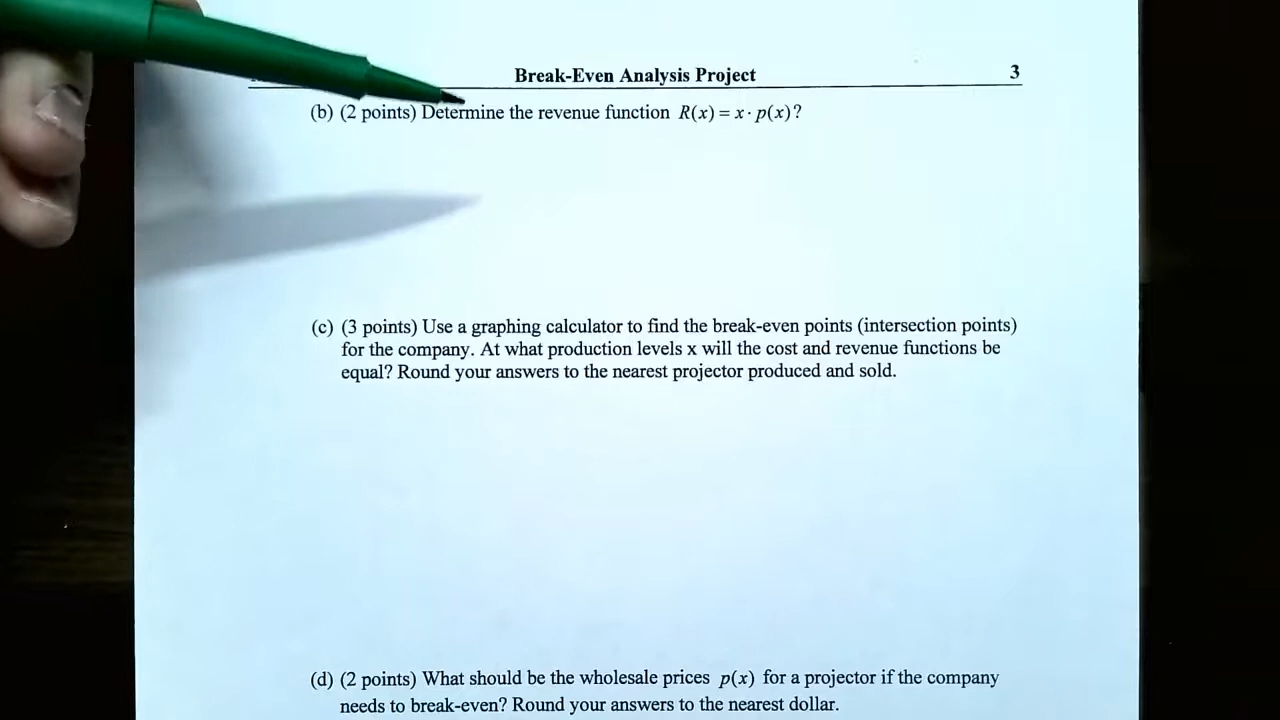 Break-Even Analysis Project 3
(b) (2 points) Determine the revenue function R(x) = x · p(x)?
(c) (3 points) Use a graphing calculator to find the break-even points (intersection points)
for the company. At what production levels x will the cost and revenue functions be
equal? Round your answers to the nearest projector produced and sold.
(d) (2 points) What should be the wholesale prices p(x) for a projector if the company
needs to break-even? Round your answers to the nearest dollar.